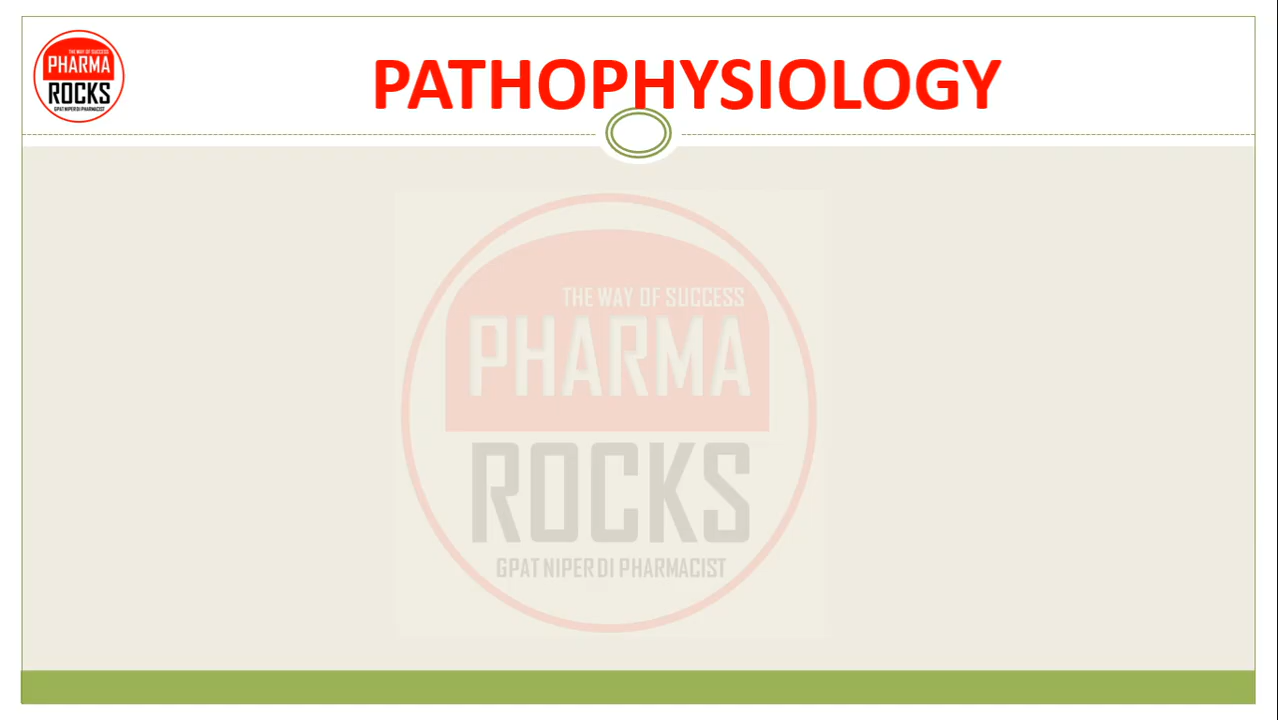 THE WAY OF SUCCESS
PHARMA
ROCKS
GPAT NIPER DI PHARMACIST
PATHOPHYSIOLOGY
THE WAY OF SUCCESS
PHARMA
ROCKS
GPAT NIPER DI PHARMACIST